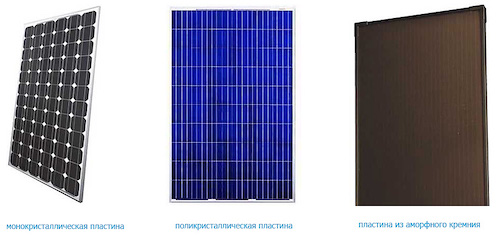 монокристаллическая пластина
поликристаллическая пластина
пластина из аморфного кремния